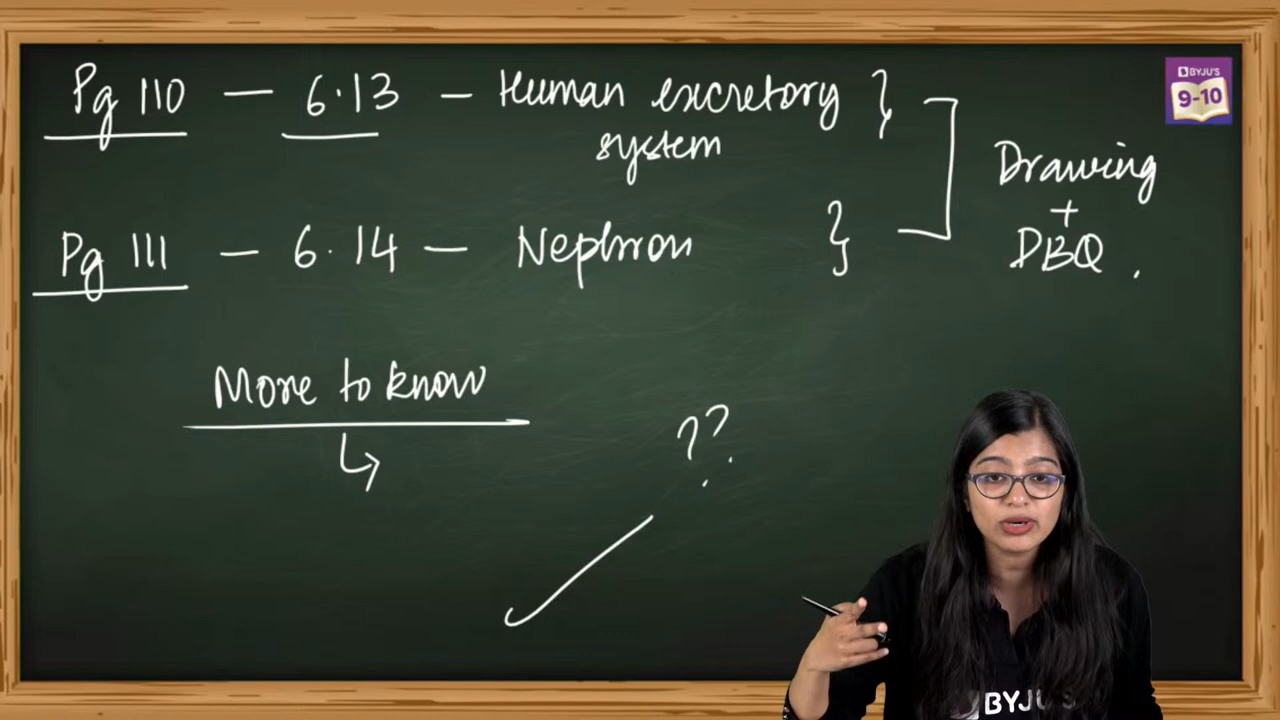 Pg 110 — 6.13 — Human excretory }
system
Pg 111 — 6.14 — Nephron }
Drawing
+
DBQ.
More to know
↳
??
BYJU'S
9-10
BYJU'S